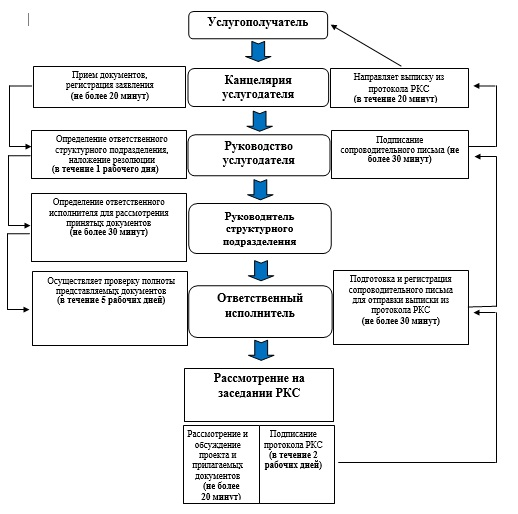 Услугополучатель
Прием документов,
регистрация заявления
(не более 20 минут)
Канцелярия
услугодателя
Направляет выписку из
протокола РКС
(в течение 20 минут)
Определение ответственного
структурного подразделения,
наложение резолюции
(в течение 1 рабочего дня)
Руководство
услугодателя
Подписание
сопроводительного письма (не
более 30 минут)
Определение ответственного
исполнителя для рассмотрения
принятых документов
(не более 30 минут)
Руководитель
структурного
подразделения
Осуществляет проверку полноты
представляемых документов
(в течение 5 рабочих дней)
Ответственный
исполнитель
Подготовка и регистрация
сопроводительного письма
для отправки выписки из
протокола РКС
(не более 30 минут)
Рассмотрение на
заседании РКС
Рассмотрение и
обсуждение
проекта и
прилагаемых
документов
(не более
20 минут)
Подписание
протокола РКС
(в течение 2
рабочих дней)